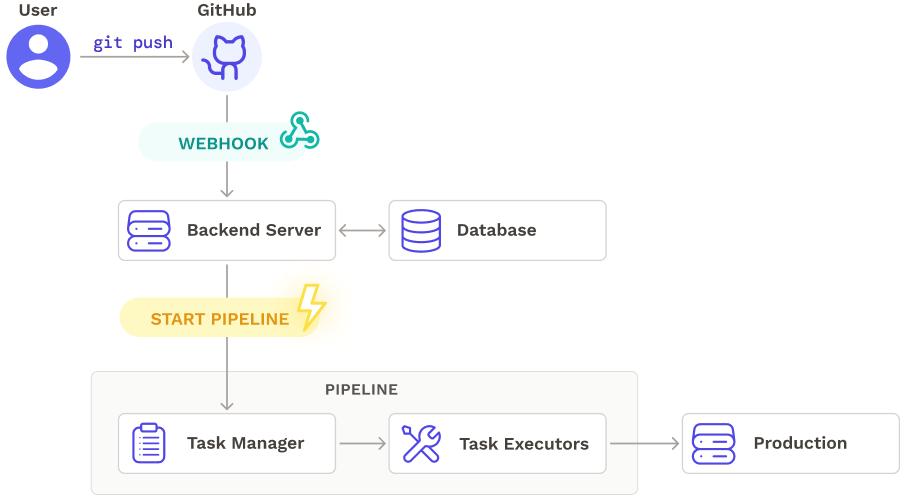 User
GitHub
git push
WEBHOOK
Backend Server
Database
START PIPELINE
PIPELINE
Task Manager
Task Executors
Production